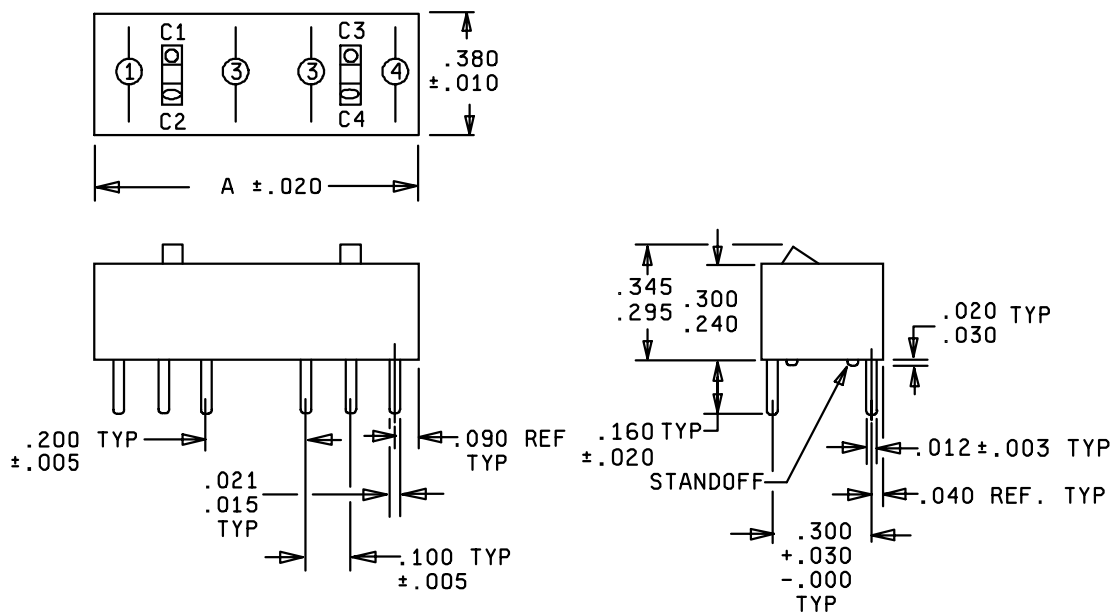 C1
C3
1
3
3
4
C2
C4
.380
±.010
A ±.020
.345
.295
.300
.240
.020 TYP
.030
.200 TYP
±.005
.090 REF
TYP
.021
.015
TYP
.100 TYP
±.005
.160 TYP
±.020
STANDOFF
.012 ±.003 TYP
.040 REF. TYP
.300
+.030
-.000
TYP